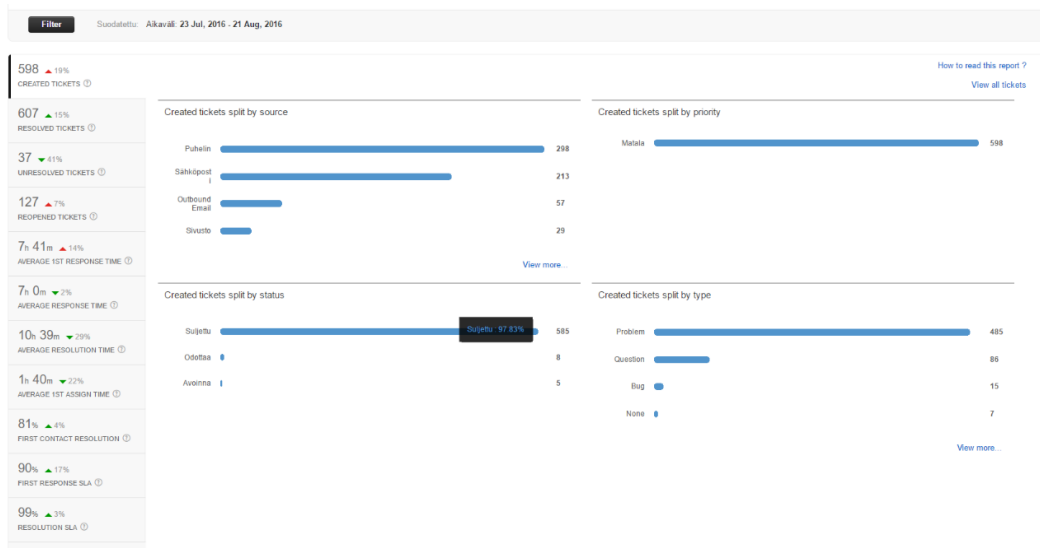 Filter Suodatettu: Aikaväli: 23 Jul, 2016 - 21 Aug, 2016
598 19%
CREATED TICKETS
607 15%
RESOLVED TICKETS
37 41%
UNRESOLVED TICKETS
127 7%
REOPENED TICKETS
7h 41m 14%
AVERAGE 1ST RESPONSE TIME
7h 0m 2%
AVERAGE RESPONSE TIME
10h 39m 29%
AVERAGE RESOLUTION TIME
1h 40m 22%
AVERAGE 1ST ASSIGN TIME
81% 4%
FIRST CONTACT RESOLUTION
90% 17%
FIRST RESPONSE SLA
99% 3%
RESOLUTION SLA
How to read this report ?
View all tickets
Created tickets split by source
Puhelin 298
Sähköpost
i
213
Outbound
Email
57
Sivusto 29
View more...
Created tickets split by priority
Matala 598
Created tickets split by status
Suljettu Suljettu : 97.83% 585
Odottaa 8
Avoinna 5
Created tickets split by type
Problem 485
Question 86
Bug 15
None 7
View more...